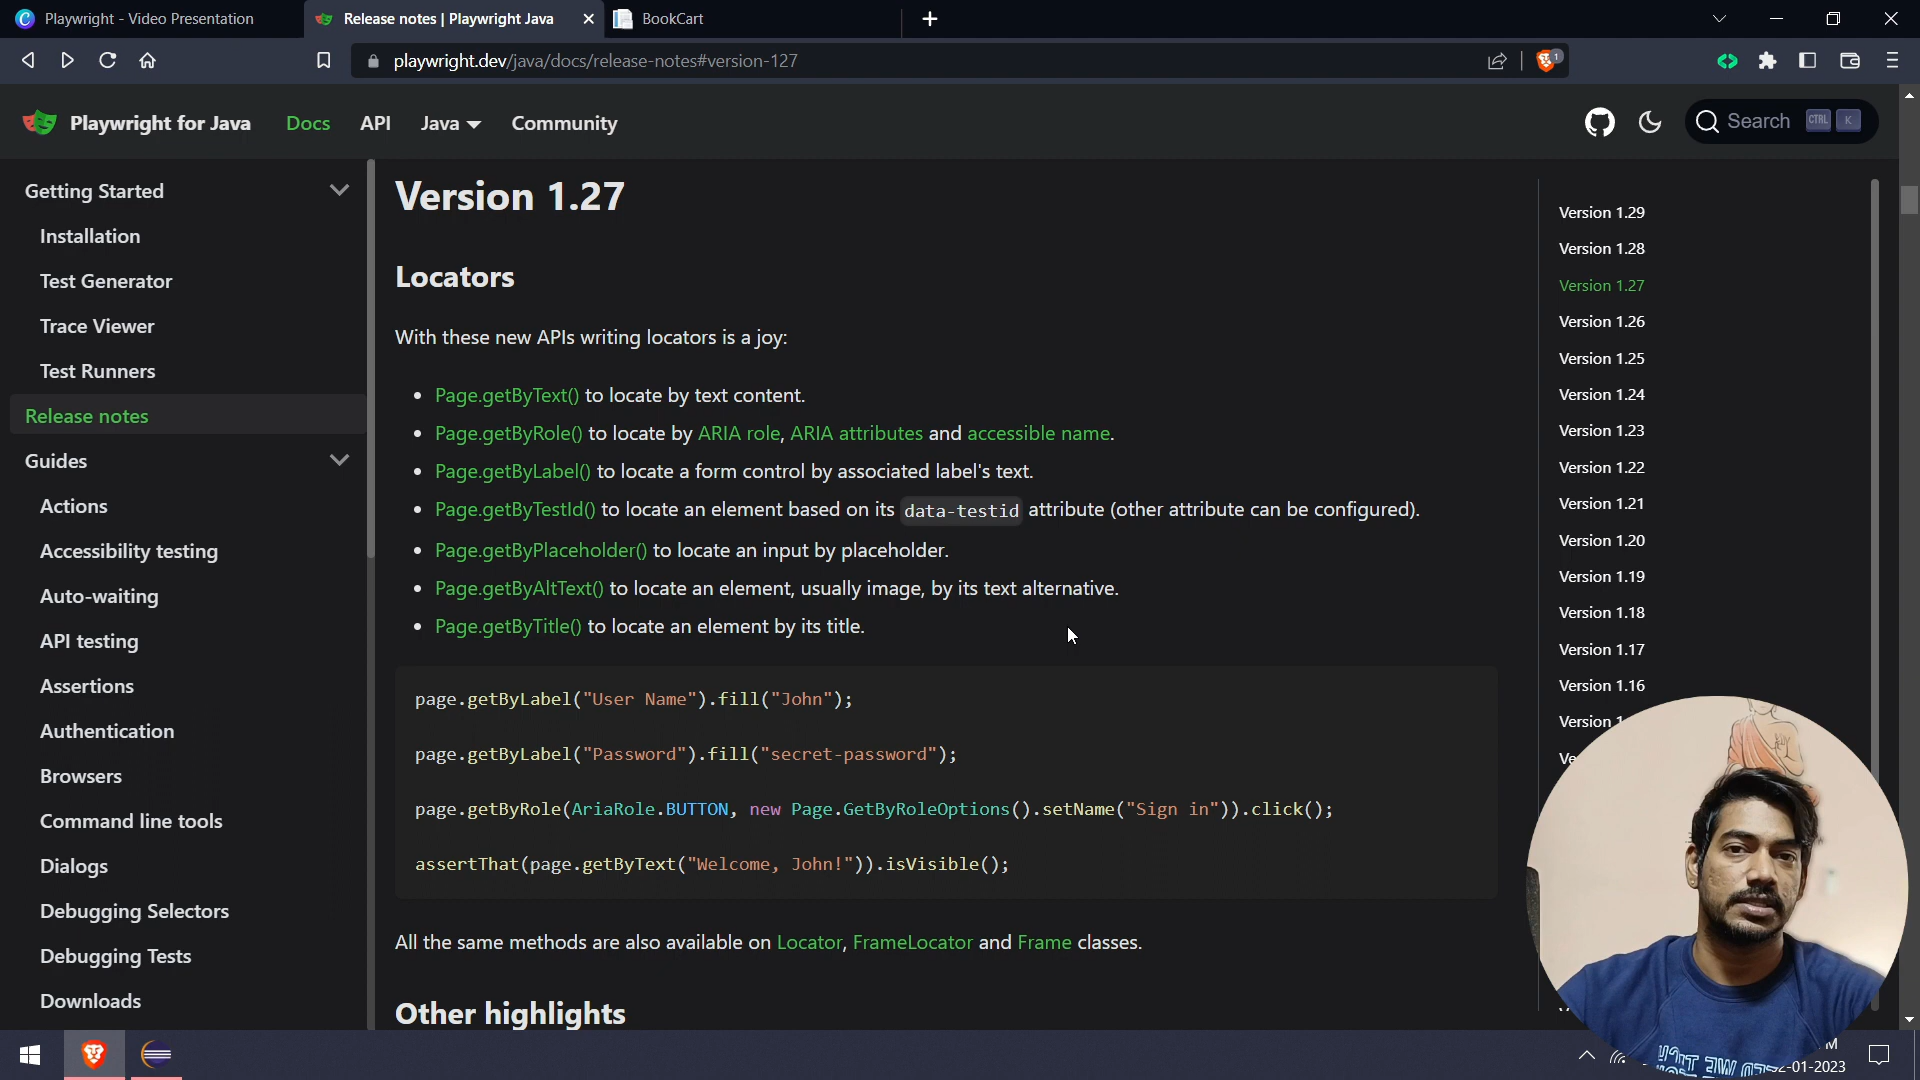 Playwright - Video Presentation
Release notes | Playwright Java
BookCart
playwright.dev/java/docs/release-notes#version-127
1
Playwright for Java
Docs
API
Java
Community
Search
CTRL
K
Getting Started
Installation
Test Generator
Trace Viewer
Test Runners
Release notes
Guides
Actions
Accessibility testing
Auto-waiting
API testing
Assertions
Authentication
Browsers
Command line tools
Dialogs
Debugging Selectors
Debugging Tests
Downloads
Version 1.27
Locators
With these new APIs writing locators is a joy:
Page.getByText() to locate by text content.
Page.getByRole() to locate by ARIA role, ARIA attributes and accessible name.
Page.getByLabel() to locate a form control by associated label's text.
Page.getByTestId() to locate an element based on its data-testid attribute (other attribute can be configured).
Page.getByPlaceholder() to locate an input by placeholder.
Page.getByAltText() to locate an element, usually image, by its text alternative.
Page.getByTitle() to locate an element by its title.
page.getByLabel("User Name").fill("John");
page.getByLabel("Password").fill("secret-password");
page.getByRole(AriaRole.BUTTON, new Page.GetByRoleOptions().setName("Sign in")).click();
assertThat(page.getByText("Welcome, John!")).isVisible();
All the same methods are also available on Locator, FrameLocator and Frame classes.
Other highlights
Version 1.29
Version 1.28
Version 1.27
Version 1.26
Version 1.25
Version 1.24
Version 1.23
Version 1.22
Version 1.21
Version 1.20
Version 1.19
Version 1.18
Version 1.17
Version 1.16
Version
-01-2023